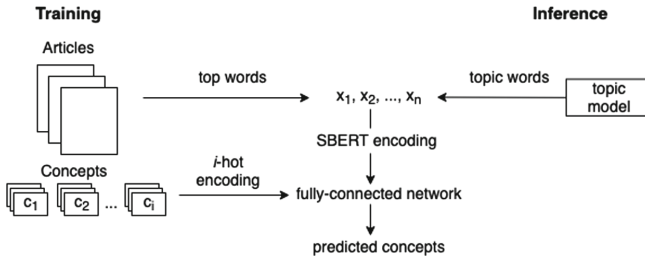 Training
Inference
Articles
top words
topic words
x1, x2, ..., xn
topic
model
SBERT encoding
Concepts
i-hot
encoding
c1 c2 ... ci
fully-connected network
predicted concepts